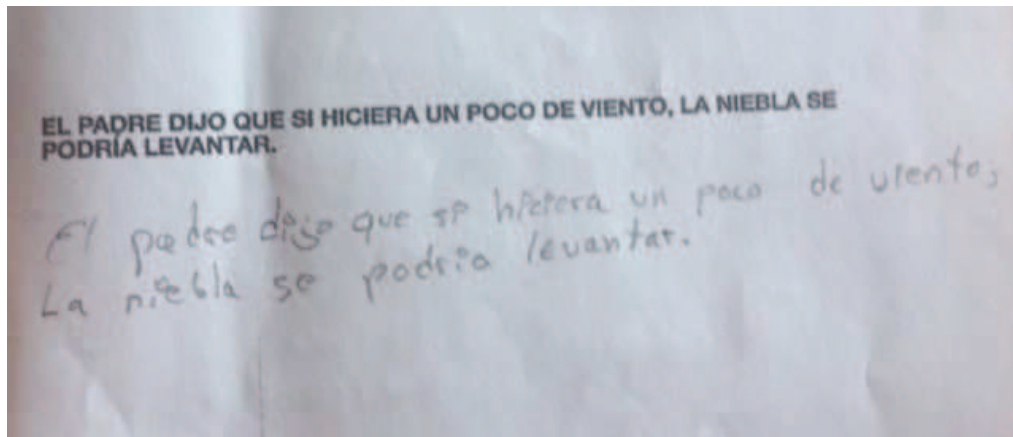 EL PADRE DIJO QUE SI HICIERA UN POCO DE VIENTO, LA NIEBLA SE
PODRÍA LEVANTAR.
El padre dijo que si hiciera un poco de viento,
La niebla se podria levantar.